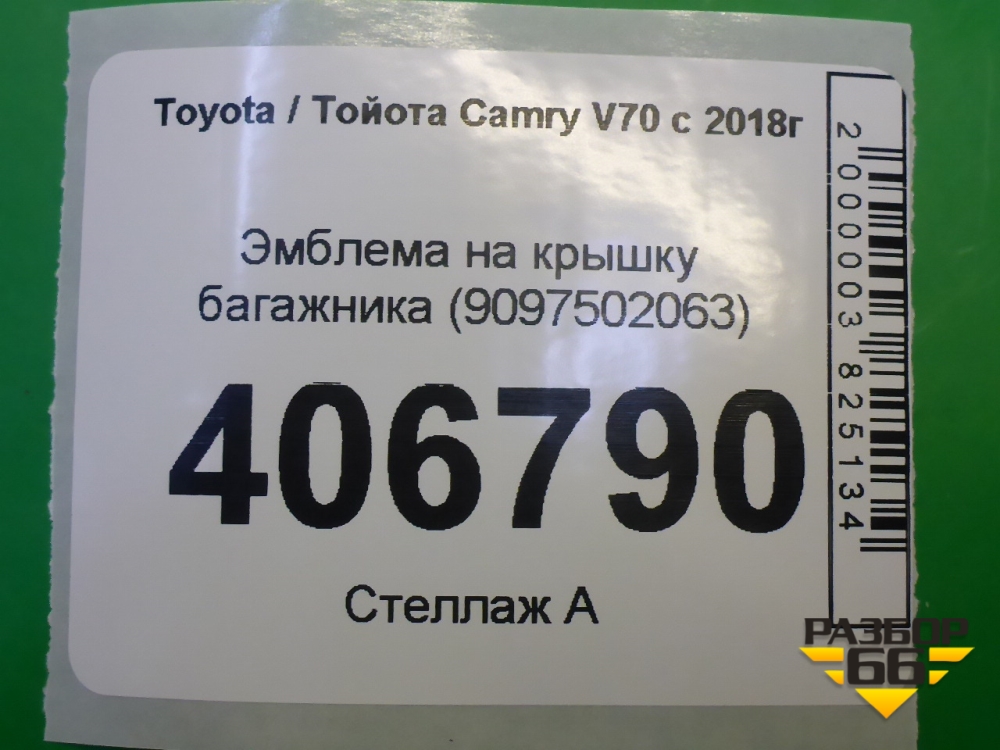 Toyota / Тойота Camry V70 с 2018г
Эмблема на крышку
багажника (9097502063)
406790
Стеллаж А
2000003825134
РАЗБОР
66